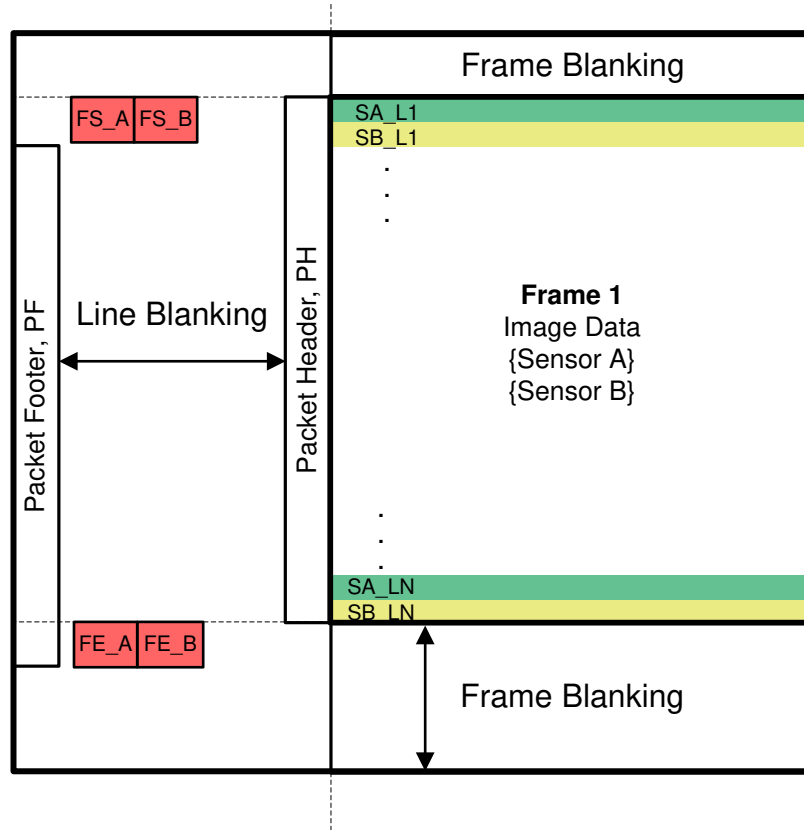 Frame Blanking
FS_A FS_B
SA_L1
SB_L1
.
.
.
Packet Footer, PF
Line Blanking
Packet Header, PH
Frame 1
Image Data
{Sensor A}
{Sensor B}
.
.
.
SA_LN
SB_LN
FE_A FE_B
Frame Blanking